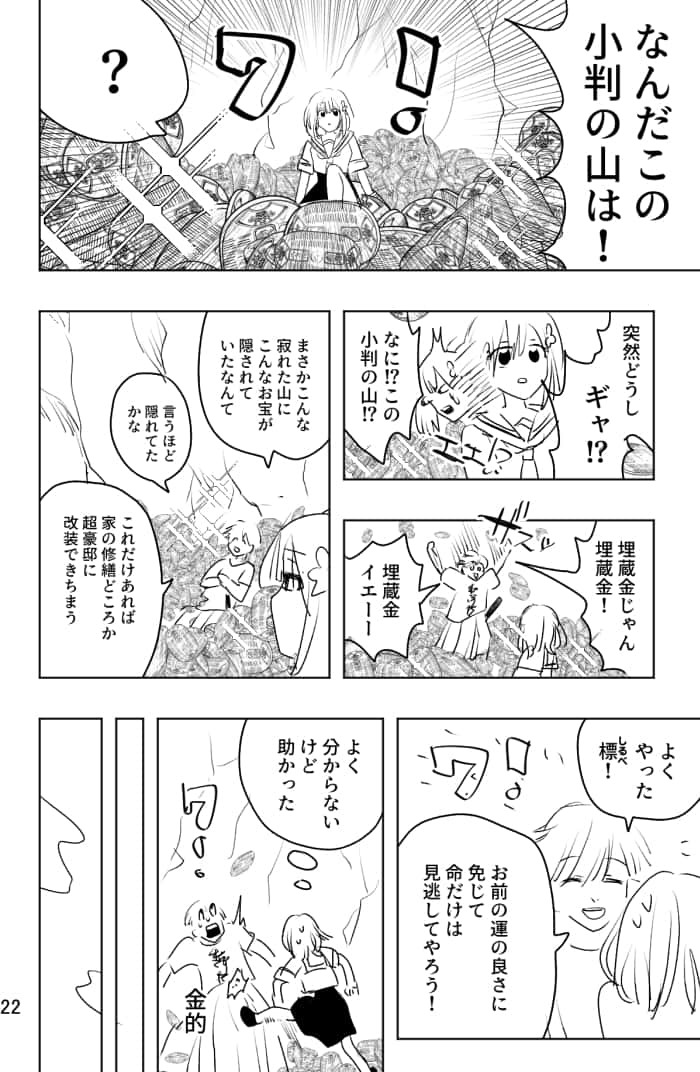 なんだこの
小判の山は！
！
ワ
？
突然どうし
ギャ⁉
なに⁉この
小判の山⁉
エエッ
埋蔵金じゃん
埋蔵金！
埋蔵金
イエーー
まさかこんな
寂れた山に
こんなお宝が
隠されて
いたなんて
言うほど
隠れてた
かな
これだけあれば
家の修繕どころか
超豪邸に
改装できちまう
よく
やった
標！
しるべ
お前の運の良さに
免じて
命だけは
見逃してやろう！
よく
分からない
けど
助かった
ワ！
金的
22